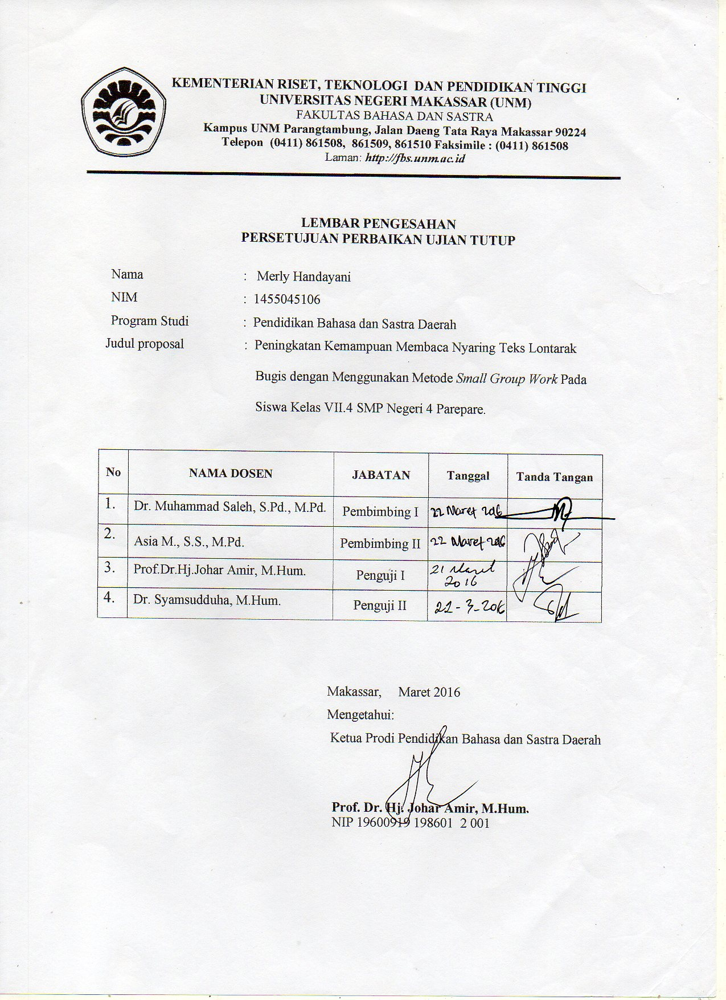 KEMENTERIAN RISET, TEKNOLOGI DAN PENDIDIKAN TINGGI
UNIVERSITAS NEGERI MAKASSAR (UNM)
FAKULTAS BAHASA DAN SASTRA
Kampus UNM Parangtambung, Jalan Daeng Tata Raya Makassar 90224
Telepon (0411) 861508, 861509, 861510 Faksimile : (0411) 861508
Laman: http://fbs.unm.ac.id
LEMBAR PENGESAHAN
PERSETUJUAN PERBAIKAN UJIAN TUTUP
Nama : Merly Handayani
NIM : 1455045106
Program Studi : Pendidikan Bahasa dan Sastra Daerah
Judul proposal : Peningkatan Kemampuan Membaca Nyaring Teks Lontarak
Bugis dengan Menggunakan Metode Small Group Work Pada
Siswa Kelas VII.4 SMP Negeri 4 Parepare.
No NAMA DOSEN JABATAN Tanggal Tanda Tangan
1. Dr. Muhammad Saleh, S.Pd., M.Pd. Pembimbing I 22 Maret 2016
2. Asia M., S.S., M.Pd. Pembimbing II 22 Maret 2016
3. Prof.Dr.Hj.Johar Amir, M.Hum. Penguji I 21 Maret
2016
4. Dr. Syamsudduha, M.Hum. Penguji II 22-3-2016
Makassar, Maret 2016
Mengetahui:
Ketua Prodi Pendidikan Bahasa dan Sastra Daerah
Prof. Dr. Hj. Johar Amir, M.Hum.
NIP 19600919 198601 2 001